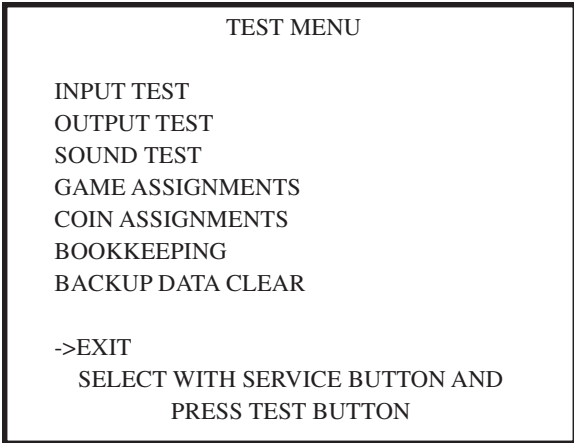 TEST MENU
INPUT TEST
OUTPUT TEST
SOUND TEST
GAME ASSIGNMENTS
COIN ASSIGNMENTS
BOOKKEEPING
BACKUP DATA CLEAR
->EXIT
SELECT WITH SERVICE BUTTON AND
PRESS TEST BUTTON